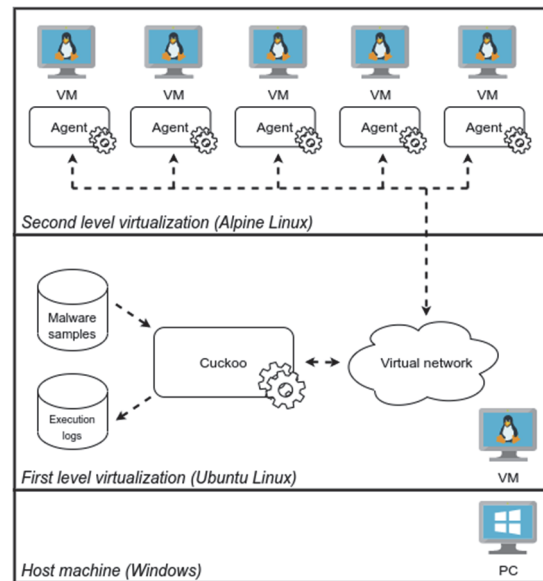 VM VM VM VM VM
Agent Agent Agent Agent Agent
Second level virtualization (Alpine Linux)
Malware
samples
Cuckoo
Virtual network
Execution
logs
VM
First level virtualization (Ubuntu Linux)
PC
Host machine (Windows)